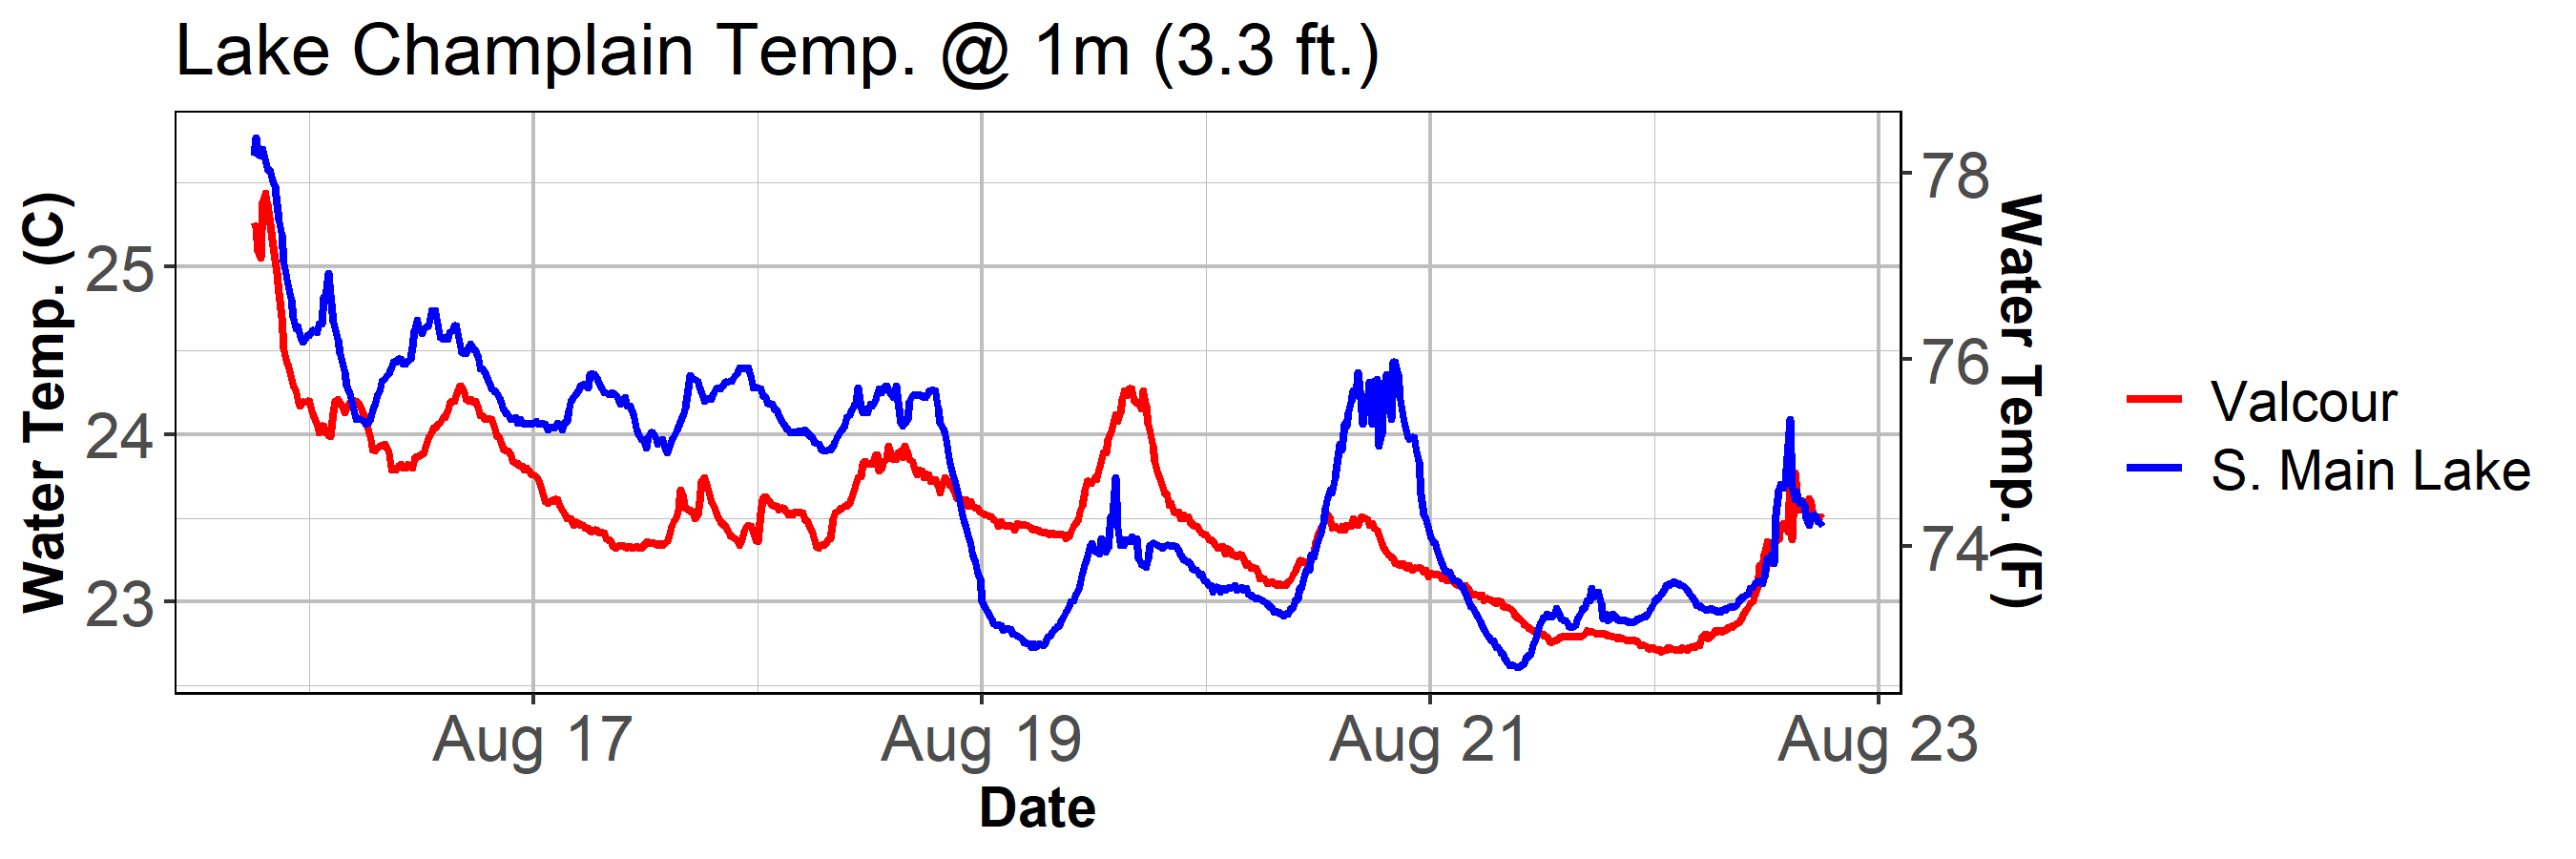 Lake Champlain Temp. @ 1m (3.3 ft.)
Water Temp. (C)
25
24
23
78
76
74
Water Temp. (F)
Valcour
S. Main Lake
Aug 17 Aug 19 Aug 21 Aug 23
Date